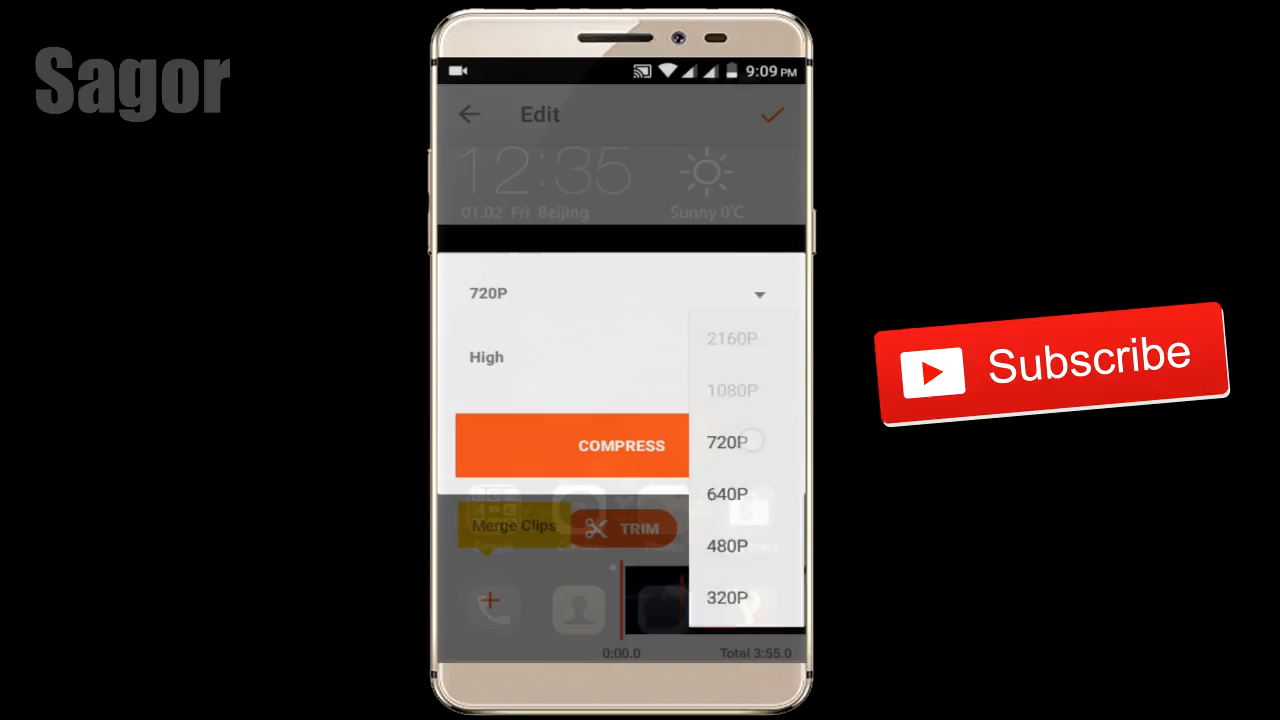 Sagor
9:09 PM
Edit
12:35
01.02 Fri Beijing
Sunny 0℃
720P
2160P
High
1080P
720P
COMPRESS
640P
Merge Clips
TRIM
480P
320P
0:00.0
Total 3:55.0
Subscribe